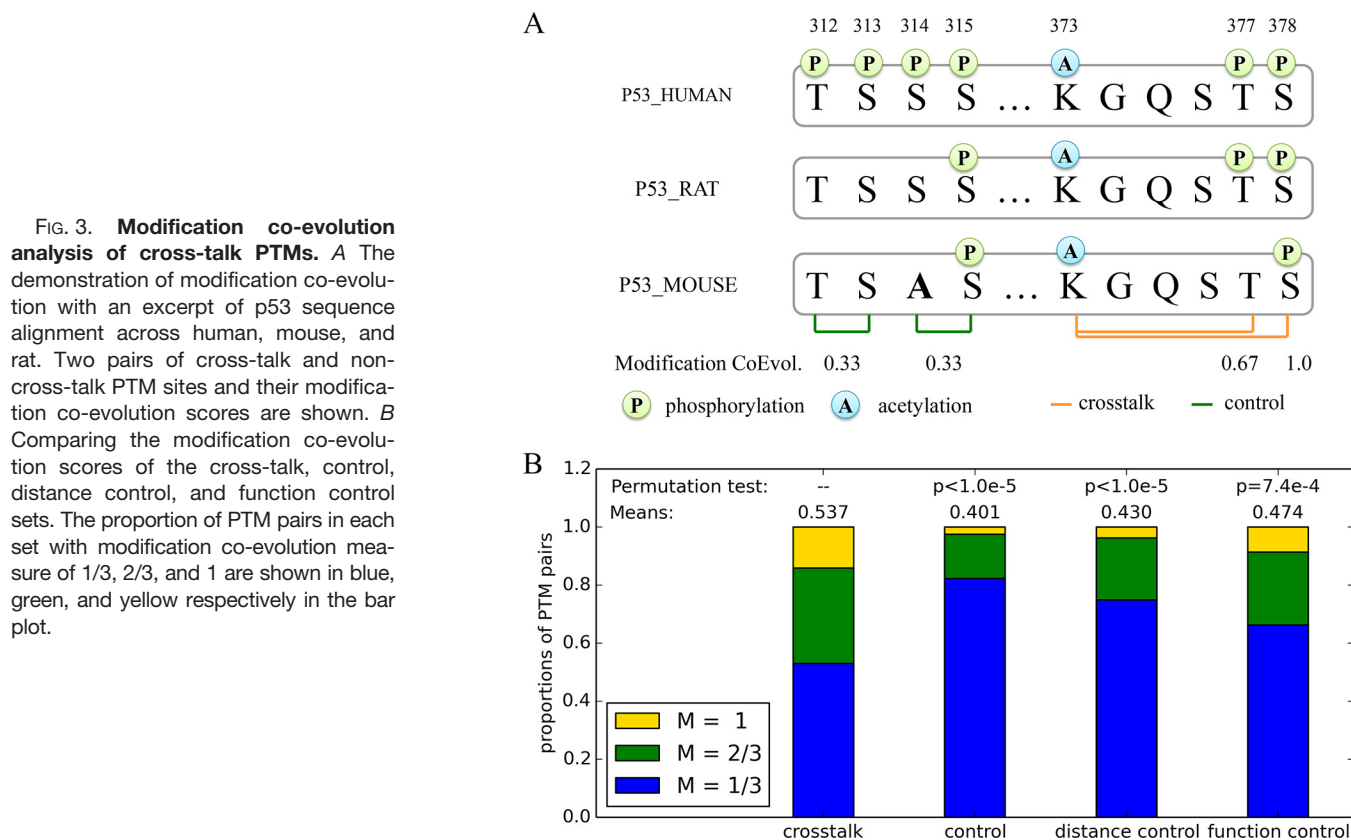 FIG. 3. Modification co-evolution
analysis of cross-talk PTMs. A The
demonstration of modification co-evolu-
tion with an excerpt of p53 sequence
alignment across human, mouse, and
rat. Two pairs of cross-talk and non-
cross-talk PTM sites and their modifica-
tion co-evolution scores are shown. B
Comparing the modification co-evolu-
tion scores of the cross-talk, control,
distance control, and function control
sets. The proportion of PTM pairs in each
set with modification co-evolution mea-
sure of 1/3, 2/3, and 1 are shown in blue,
green, and yellow respectively in the bar
plot.
A
312 313 314 315 373 377 378
P P P P A P P
P53_HUMAN T S S S ... K G Q S T S
P A P P
P53_RAT T S S S ... K G Q S T S
P A P
P53_MOUSE T S A S ... K G Q S T S
Modification CoEvol. 0.33 0.33 0.67 1.0
P phosphorylation A acetylation crosstalk control
B
1.2
Permutation test: -- p<1.0e-5 p<1.0e-5 p=7.4e-4
Means: 0.537 0.401 0.430 0.474
1.0
0.8
0.6
0.4
0.2
0.0
proportions of PTM pairs
M = 1
M = 2/3
M = 1/3
crosstalk control distance control function control